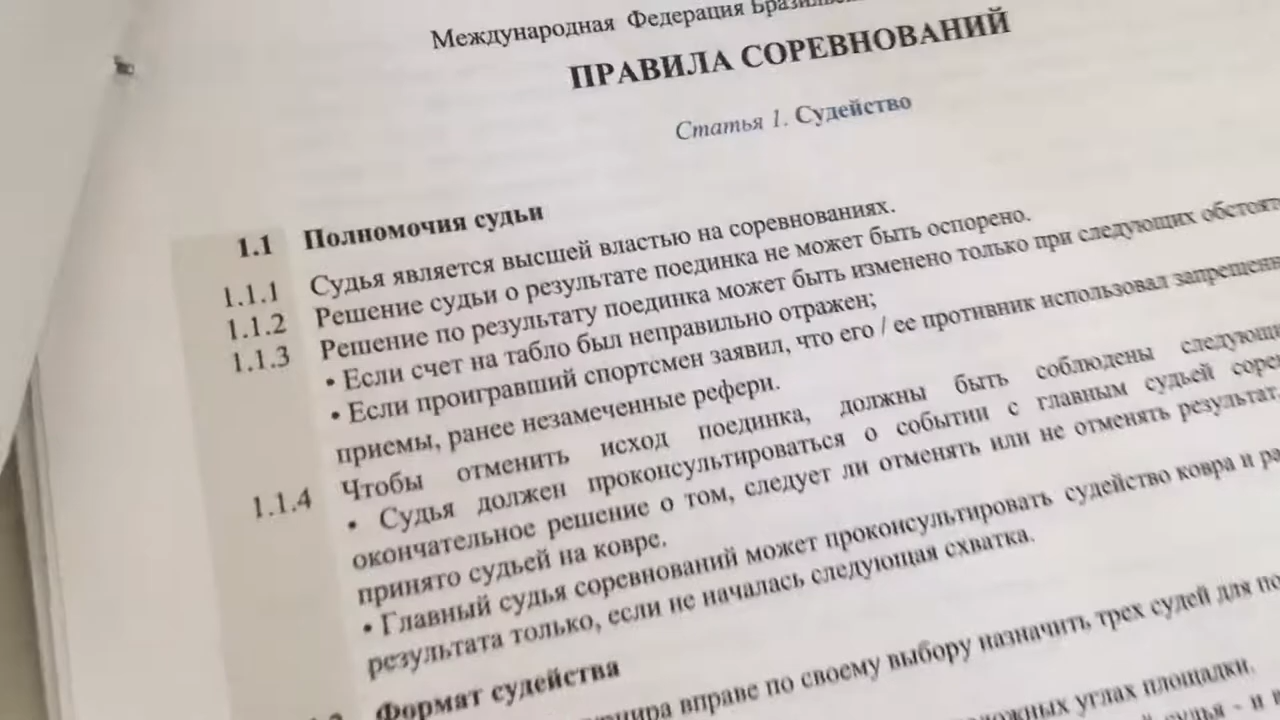 Международная Федерация
ПРАВИЛА СОРЕВНОВАНИЙ
Статья 1. Судейство
1.1 Полномочия судьи
1.1.1 Судья является высшей властью на соревнованиях.
1.1.2 Решение судьи о результате поединка не может быть оспорено.
1.1.3 Решение по результату поединка может быть изменено только при следующих
• Если счет на табло был неправильно отражен;
• Если проигравший спортсмен заявил, что его / ее противник использовал
приемы, ранее незамеченные рефери.
1.1.4 Чтобы отменить исход поединка, должны быть соблюдены
• Судья должен проконсультироваться о событии с главным судьей
окончательное решение о том, следует ли отменять или не отменять результат,
принято судьей на ковре.
• Главный судья соревнований может проконсультировать судейство ковра и
результата только, если не началась следующая схватка.
Формат судейства
вправе по своему выбору назначить трех судей для
углах площадки.